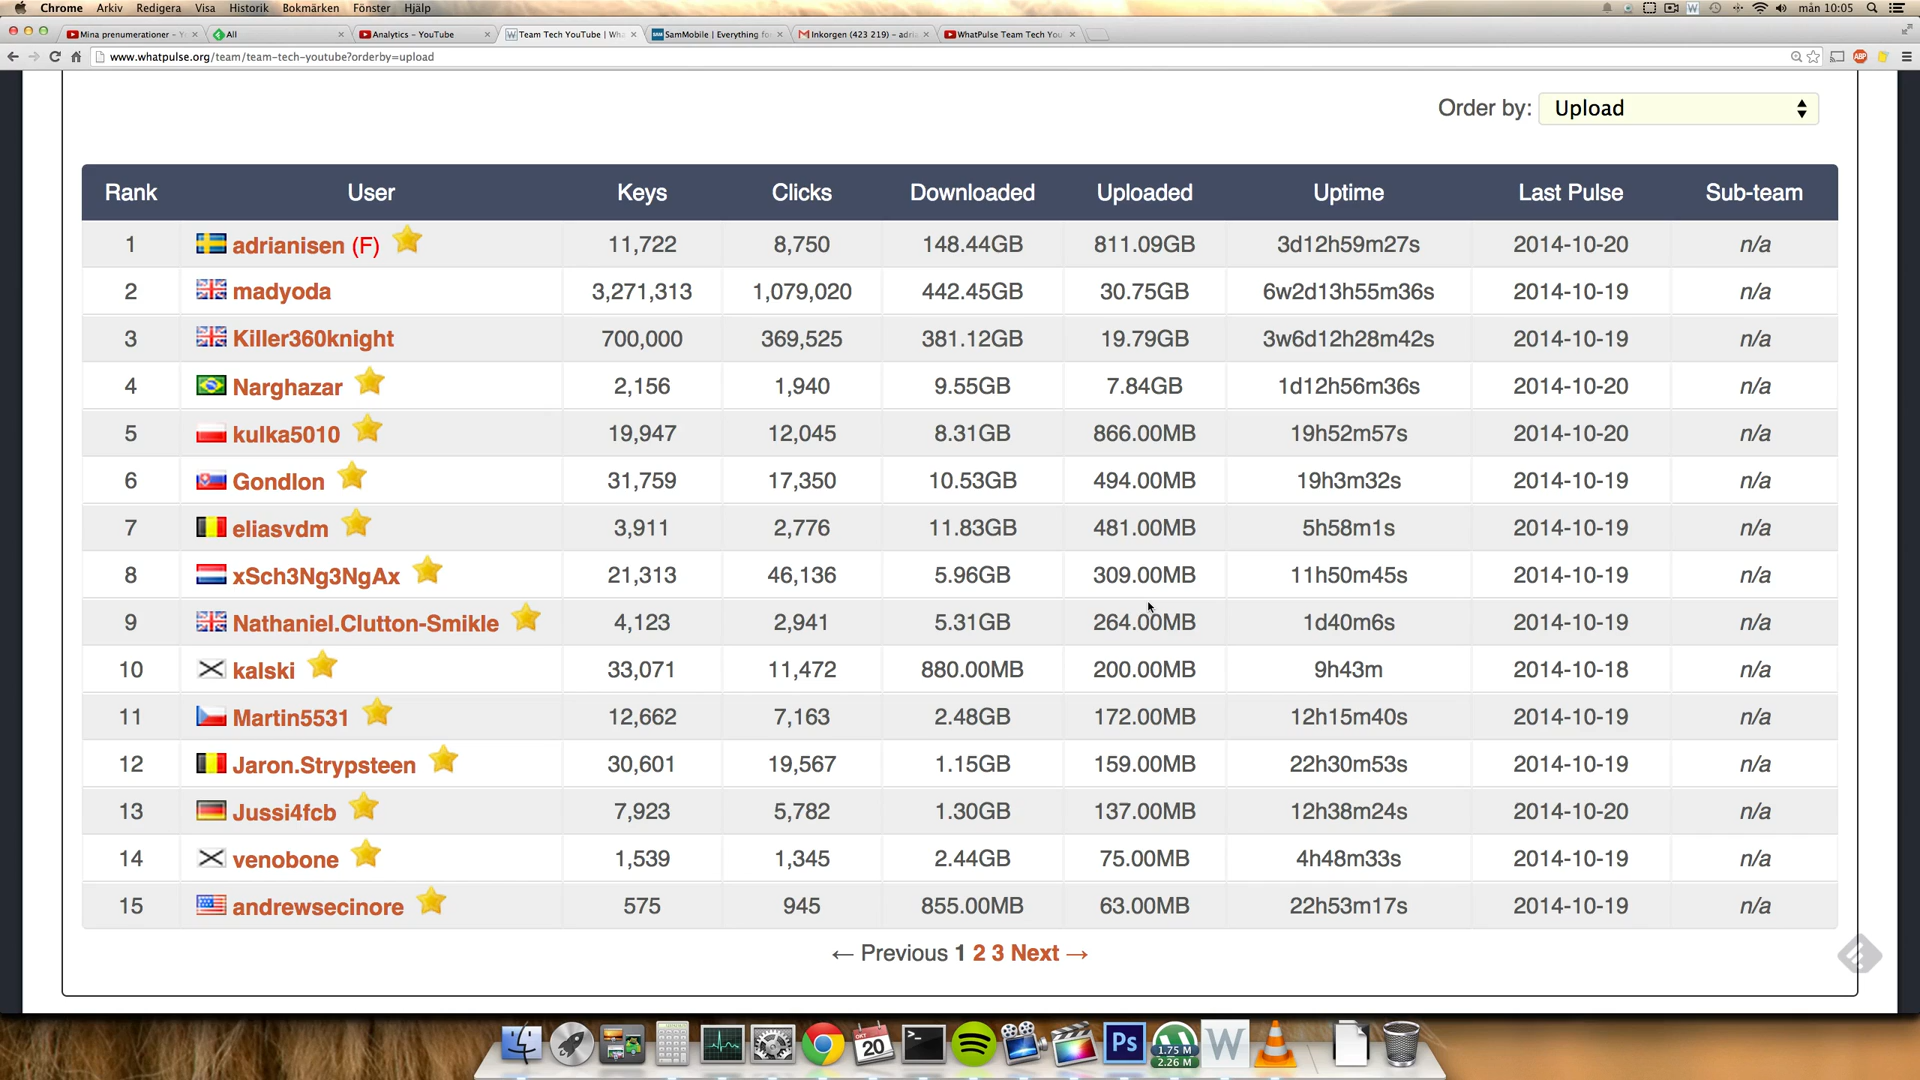 Chrome Arkiv Redigera Visa Historik Bokmärken Fönster Hjälp mån 10:05
Mina prenumerationer - Y All Analytics - YouTube Team Tech YouTube | Wha SamMobile | Everything fo Inkorgen (423 219) - adria WhatPulse Team Tech You
www.whatpulse.org/team/team-tech-youtube?orderby=upload
Order by: Upload
Rank User Keys Clicks Downloaded Uploaded Uptime Last Pulse Sub-team
1 adrianisen (F) 11,722 8,750 148.44GB 811.09GB 3d12h59m27s 2014-10-20 n/a
2 madyoda 3,271,313 1,079,020 442.45GB 30.75GB 6w2d13h55m36s 2014-10-19 n/a
3 Killer360knight 700,000 369,525 381.12GB 19.79GB 3w6d12h28m42s 2014-10-19 n/a
4 Narghazar 2,156 1,940 9.55GB 7.84GB 1d12h56m36s 2014-10-20 n/a
5 kulka5010 19,947 12,045 8.31GB 866.00MB 19h52m57s 2014-10-20 n/a
6 Gondlon 31,759 17,350 10.53GB 494.00MB 19h3m32s 2014-10-19 n/a
7 eliasvdm 3,911 2,776 11.83GB 481.00MB 5h58m1s 2014-10-19 n/a
8 xSch3Ng3NgAx 21,313 46,136 5.96GB 309.00MB 11h50m45s 2014-10-19 n/a
9 Nathaniel.Clutton-Smikle 4,123 2,941 5.31GB 264.00MB 1d40m6s 2014-10-19 n/a
10 kalski 33,071 11,472 880.00MB 200.00MB 9h43m 2014-10-18 n/a
11 Martin5531 12,662 7,163 2.48GB 172.00MB 12h15m40s 2014-10-19 n/a
12 Jaron.Strypsteen 30,601 19,567 1.15GB 159.00MB 22h30m53s 2014-10-19 n/a
13 Jussi4fcb 7,923 5,782 1.30GB 137.00MB 12h38m24s 2014-10-20 n/a
14 venobone 1,539 1,345 2.44GB 75.00MB 4h48m33s 2014-10-19 n/a
15 andrewsecinore 575 945 855.00MB 63.00MB 22h53m17s 2014-10-19 n/a
← Previous 1 2 3 Next →
OKT
20
Ps
1.75 M
2.26 M
W